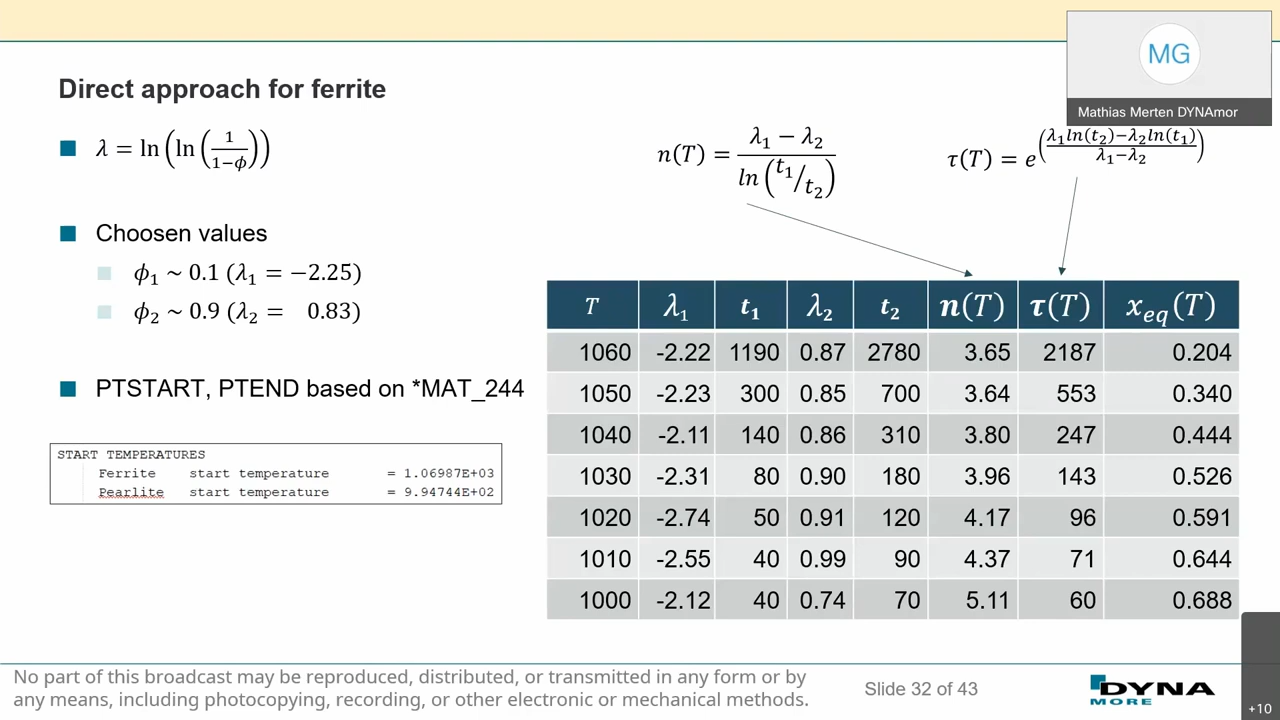 MG
Mathias Merten DYNAmor
Direct approach for ferrite
λ = ln(ln(1/(1−ϕ)))
n(T) = (λ₁ − λ₂)/(ln(t₁/t₂))
τ(T) = e^((λ₁ln(t₂)−λ₂ln(t₁))/(λ₁−λ₂))
Choosen values
ϕ₁ ~ 0.1 (λ₁ = −2.25)
ϕ₂ ~ 0.9 (λ₂ = 0.83)
PTSTART, PTEND based on *MAT_244
START TEMPERATURES
Ferrite start temperature = 1.06987E+03
Pearlite start temperature = 9.94744E+02
T λ₁ t₁ λ₂ t₂ n(T) τ(T) x_eq(T)
1060 -2.22 1190 0.87 2780 3.65 2187 0.204
1050 -2.23 300 0.85 700 3.64 553 0.340
1040 -2.11 140 0.86 310 3.80 247 0.444
1030 -2.31 80 0.90 180 3.96 143 0.526
1020 -2.74 50 0.91 120 4.17 96 0.591
1010 -2.55 40 0.99 90 4.37 71 0.644
1000 -2.12 40 0.74 70 5.11 60 0.688
No part of this broadcast may be reproduced, distributed, or transmitted in any form or by
any means, including photocopying, recording, or other electronic or mechanical methods.
Slide 32 of 43
DYNA
MORE
+10